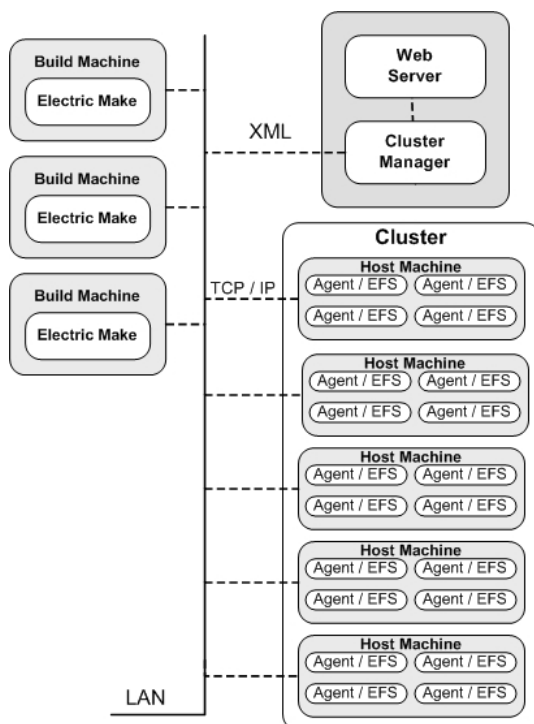 Build Machine
Electric Make
Build Machine
Electric Make
Build Machine
Electric Make
LAN
XML
TCP / IP
Web
Server
Cluster
Manager
Cluster
Host Machine
Agent / EFS Agent / EFS
Agent / EFS Agent / EFS
Host Machine
Agent / EFS Agent / EFS
Agent / EFS Agent / EFS
Host Machine
Agent / EFS Agent / EFS
Agent / EFS Agent / EFS
Host Machine
Agent / EFS Agent / EFS
Agent / EFS Agent / EFS
Host Machine
Agent / EFS Agent / EFS
Agent / EFS Agent / EFS